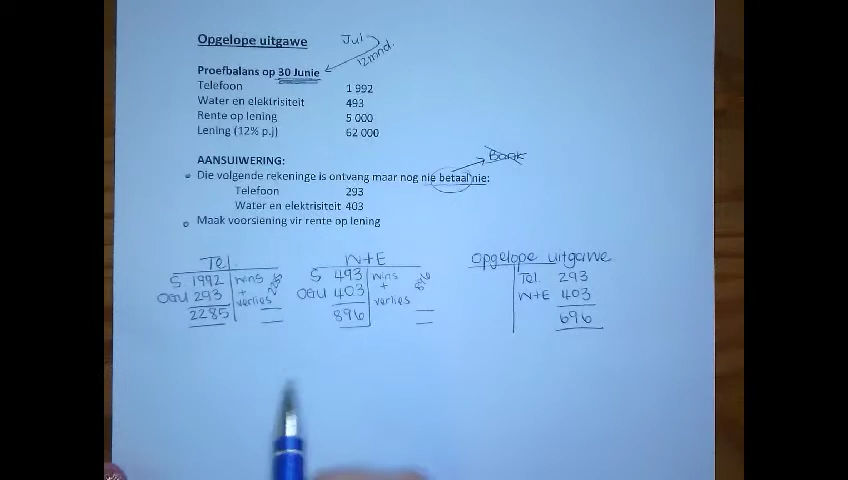 Opgelope uitgawe
Jul
12 mnd.
Proefbalans op 30 Junie
Telefoon 1 992
Water en elektrisiteit 493
Rente op lening 5 000
Lening (12% p.j) 62 000
Bank
AANSUIWERING:
Die volgende rekeninge is ontvang maar nog nie betaal nie:
Telefoon 293
Water en elektrisiteit 403
Maak voorsiening vir rente op lening
Tel.
S 1992 wins
OGU 293 + verlies 2285
2285
W+E
S 493 wins
OGU 403 + verlies 896
896
Opgelope uitgawe
Tel. 293
W+E 403
696